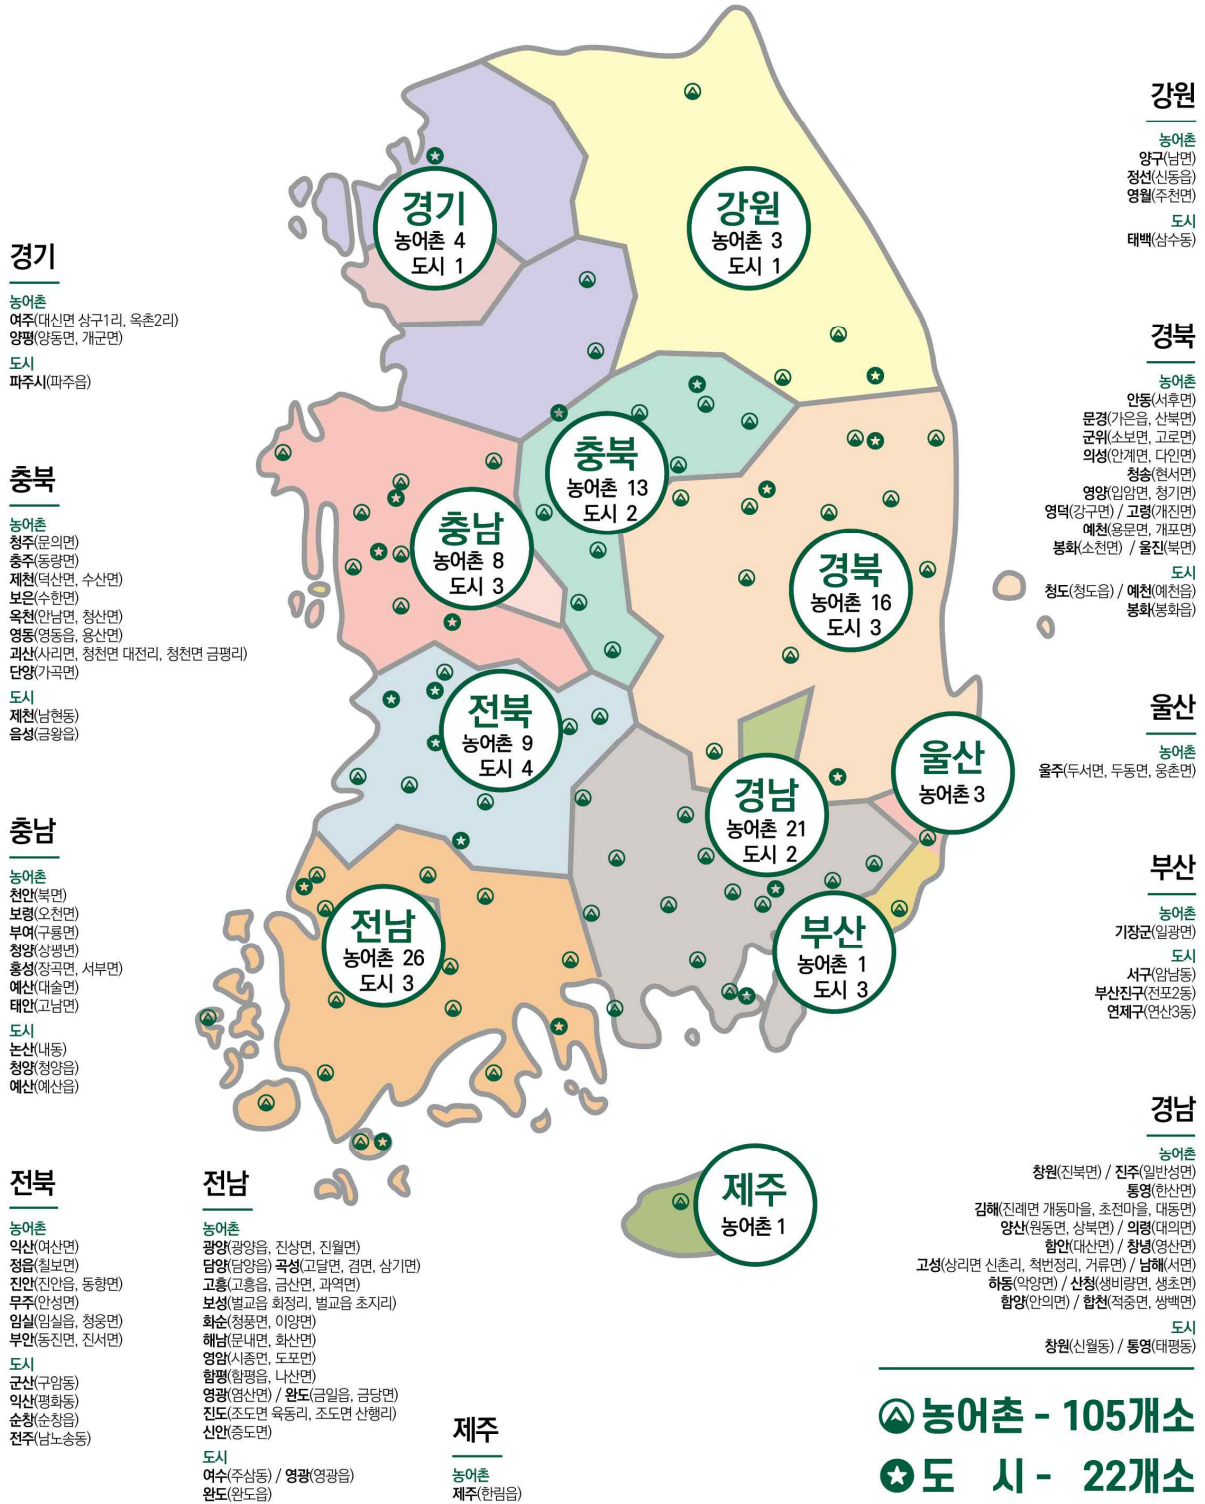 경기
농어촌 4
도시 1
강원
농어촌 3
도시 1
충북
농어촌 13
도시 2
충남
농어촌 8
도시 3
경북
농어촌 16
도시 3
전북
농어촌 9
도시 4
울산
농어촌 3
경남
농어촌 21
도시 2
전남
농어촌 26
도시 3
부산
농어촌 1
도시 3
제주
농어촌 1
경기
농어촌
여주(대신면 상구1리, 옥촌2리)
양평(양동면, 개군면)
도시
파주시(파주읍)
충북
농어촌
청주(문의면)
충주(동량면)
제천(덕산면, 수산면)
보은(수한면)
옥천(안남면, 청산면)
영동(영동읍, 용산면)
괴산(사리면, 청천면 대전리, 청천면 금평리)
단양(가곡면)
도시
제천(남현동)
음성(금왕읍)
충남
농어촌
천안(북면)
보령(오천면)
부여(구룡면)
청양(상평년)
홍성(장곡면, 서부면)
예산(대술면)
태안(고남면)
도시
논산(내동)
청양(청양읍)
예산(예산읍)
전북
농어촌
익산(여산면)
정읍(칠보면)
진안(진안읍, 동향면)
무주(안성면)
임실(임실읍, 청웅면)
부안(동진면, 진서면)
도시
군산(구암동)
익산(평화동)
순창(순창읍)
전주(남노송동)
전남
농어촌
광양(광양읍, 진상면, 진월면)
담양(담양읍) 곡성(고달면, 겸면, 삼기면)
고흥(고흥읍, 금산면, 과역면)
보성(벌교읍 회정리, 벌교읍 초지리)
화순(청풍면, 이양면)
해남(문내면, 화산면)
영암(시종면, 도포면)
함평(함평읍, 나산면)
영광(염산면) / 완도(금일읍, 금당면)
진도(조도면 육동리, 조도면 산행리)
신안(증도면)
도시
여수(주삼동) / 영광(영광읍)
완도(완도읍)
제주
농어촌
제주(한림읍)
강원
농어촌
양구(남면)
정선(신동읍)
영월(주천면)
도시
태백(삼수동)
경북
농어촌
안동(서후면)
문경(가은읍, 산북면)
군위(소보면, 고로면)
의성(안계면, 다인면)
청송(현서면)
영양(입암면, 청기면)
영덕(강구면) / 고령(개진면)
예천(용문면, 개포면)
봉화(소천면) / 울진(북면)
도시
청도(청도읍) / 예천(예천읍)
봉화(봉화읍)
울산
농어촌
울주(두서면, 두동면, 웅촌면)
부산
농어촌
기장군(일광면)
도시
서구(암남동)
부산진구(전포2동)
연제구(연산3동)
경남
농어촌
창원(진북면) / 진주(일반성면)
통영(한산면)
김해(진례면 개동마을, 초전마을, 대동면)
양산(원동면, 상북면) / 의령(대의면)
함안(대산면) / 창녕(영산면)
고성(상리면 신촌리, 척번정리, 거류면) / 남해(서면)
하동(악양면) / 산청(생비량면, 생초면)
함양(안의면) / 합천(적중면, 쌍백면)
도시
창원(신월동) / 통영(태평동)
농어촌 - 105개소
도 시 - 22개소